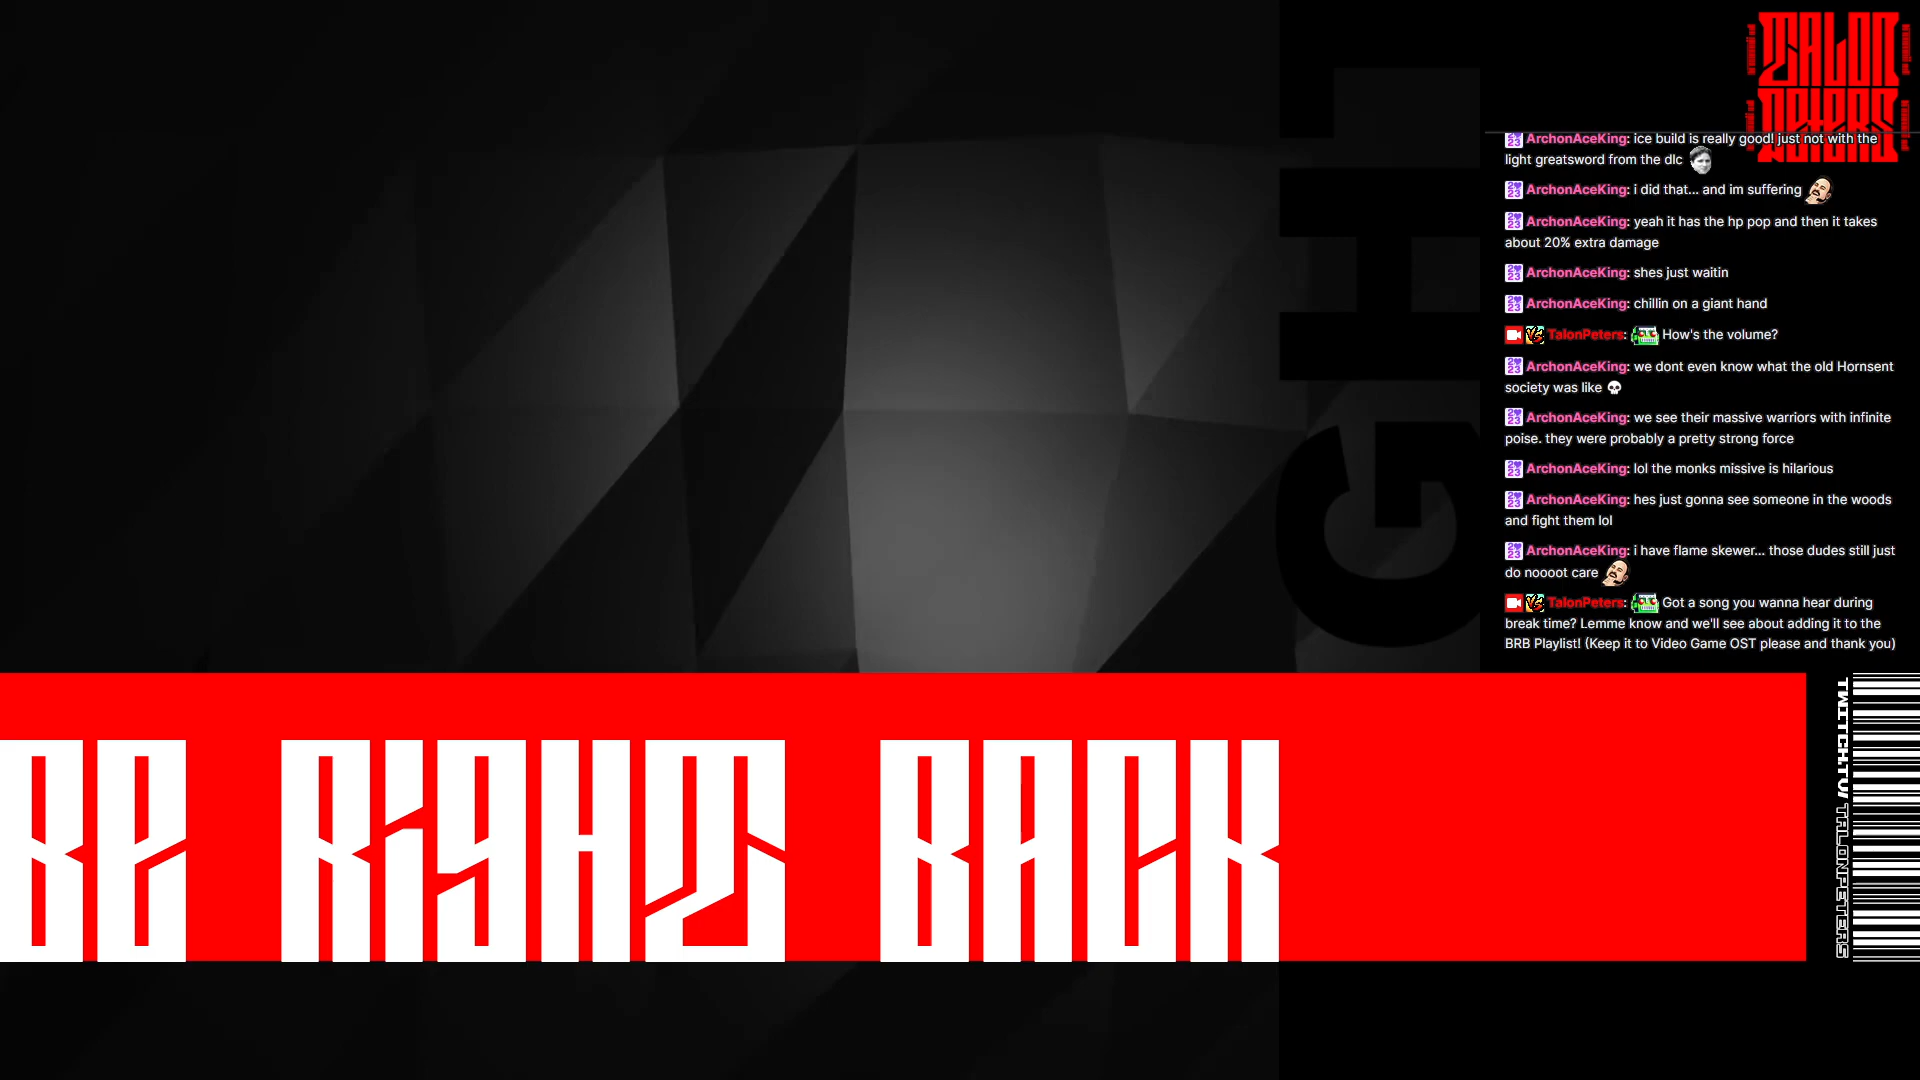 TALON
PETERS
ArchonAceKing: ice build is really good! just not with the
light greatsword from the dlc
ArchonAceKing: i did that... and im suffering
ArchonAceKing: yeah it has the hp pop and then it takes
about 20% extra damage
ArchonAceKing: shes just waitin
ArchonAceKing: chillin on a giant hand
TalonPeters: How's the volume?
ArchonAceKing: we dont even know what the old Hornsent
society was like 💀
ArchonAceKing: we see their massive warriors with infinite
poise. they were probably a pretty strong force
ArchonAceKing: lol the monks missive is hilarious
ArchonAceKing: hes just gonna see someone in the woods
and fight them lol
ArchonAceKing: i have flame skewer... those dudes still just
do noooot care
TalonPeters: Got a song you wanna hear during
break time? Lemme know and we'll see about adding it to the
BRB Playlist! (Keep it to Video Game OST please and thank you)
BE RIGHT BACK
TWITCH.TV/TALONPETERS
GH